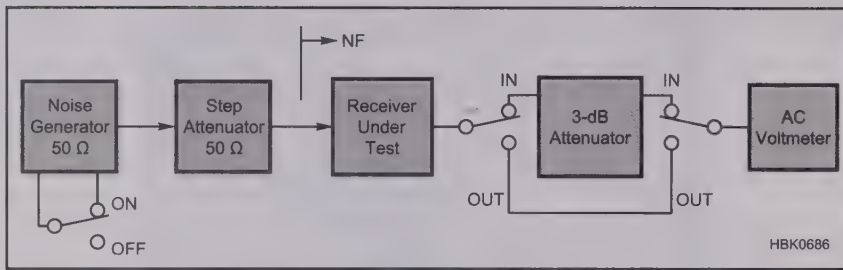 NF
Noise
Generator
50 Ω
Step
Attenuator
50 Ω
Receiver
Under
Test
IN
3-dB
Attenuator
IN
AC
Voltmeter
ON
OFF
OUT
OUT
HBK0686